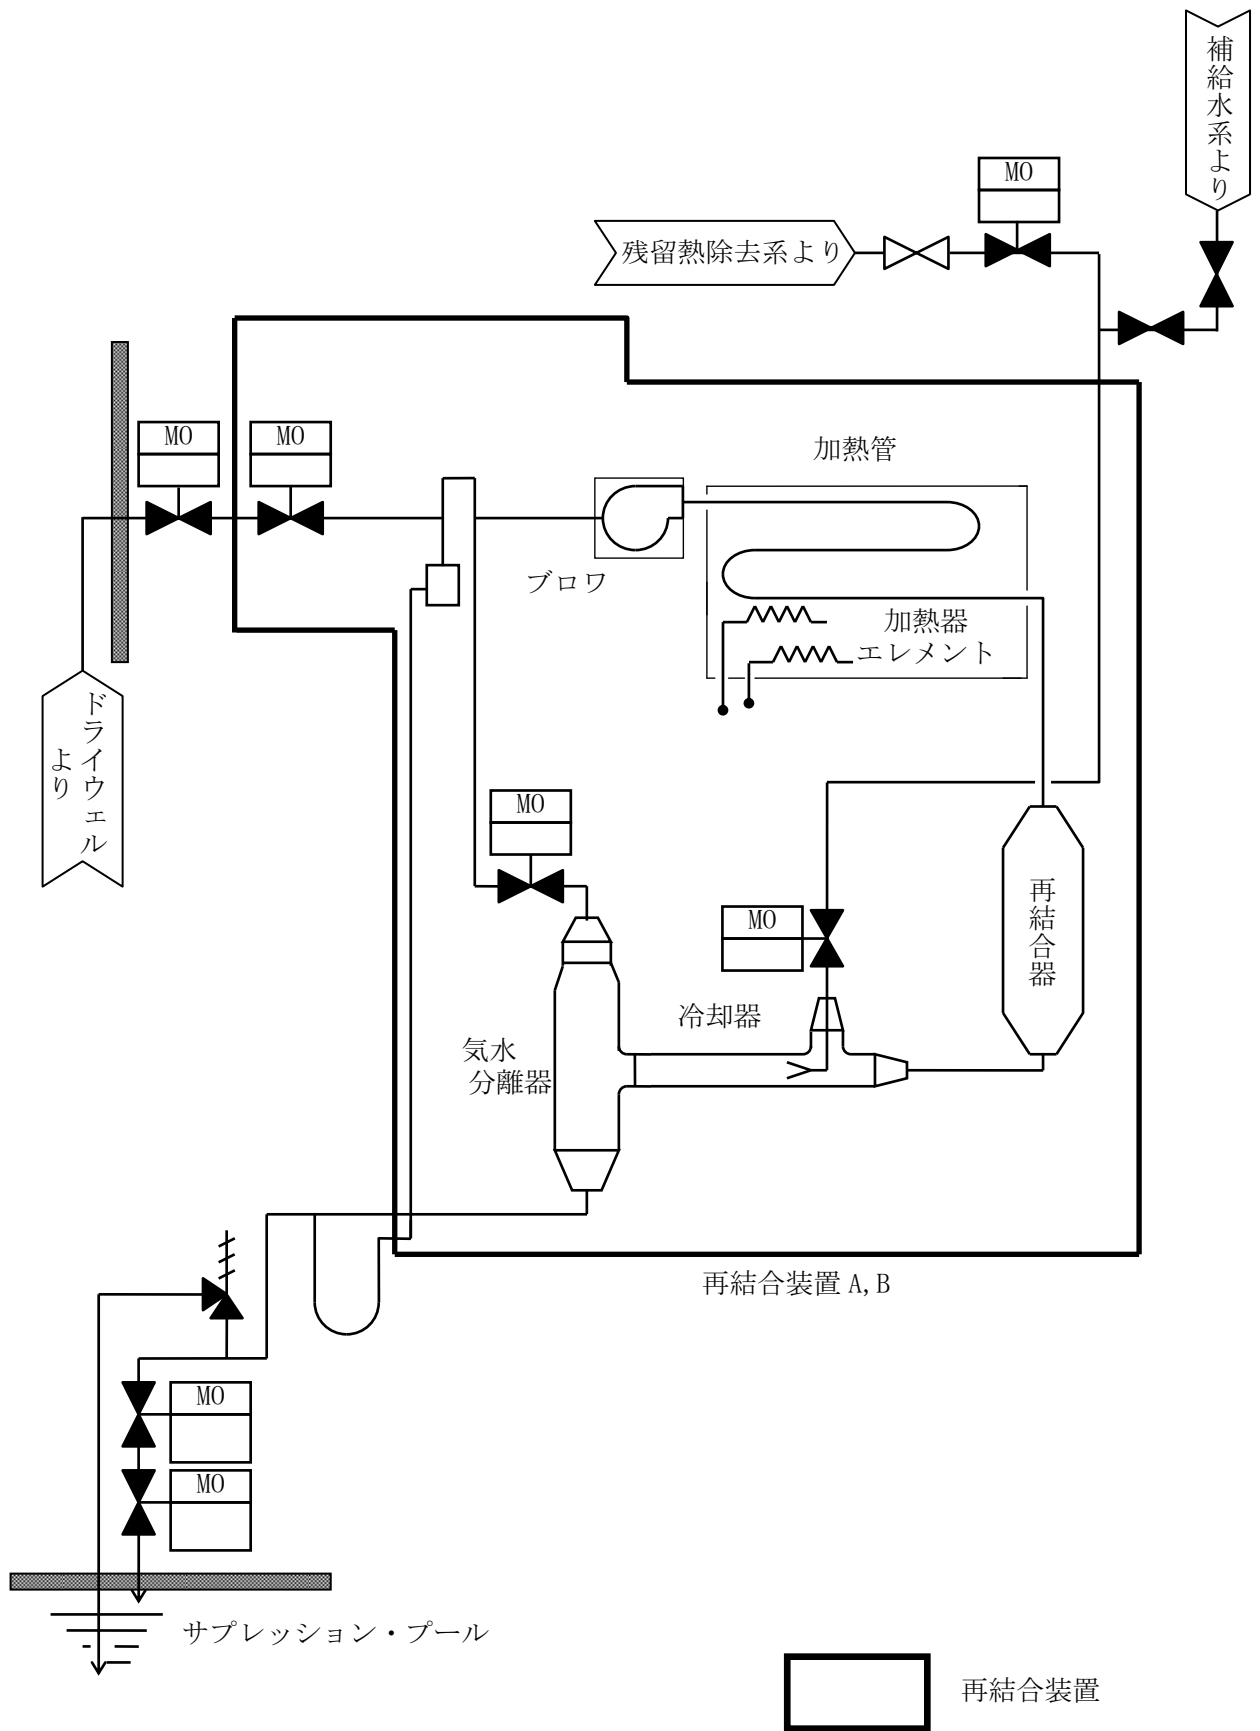 補給水系より
MO
残留熱除去系より
MO
MO
加熱管
ブロワ
加熱器
エレメント
ドライウェル
より
MO
再結合器
MO
冷却器
気水
分離器
再結合装置 A,B
MO
MO
サプレッション・プール
再結合装置